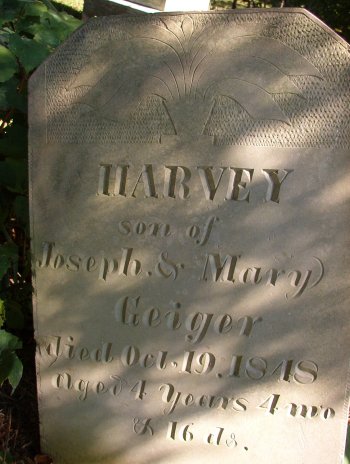 HARVEY
son of
Joseph & Mary
Geiger
died Oct. 19. 1848
aged 4 Years 4 mo
& 16 ds.